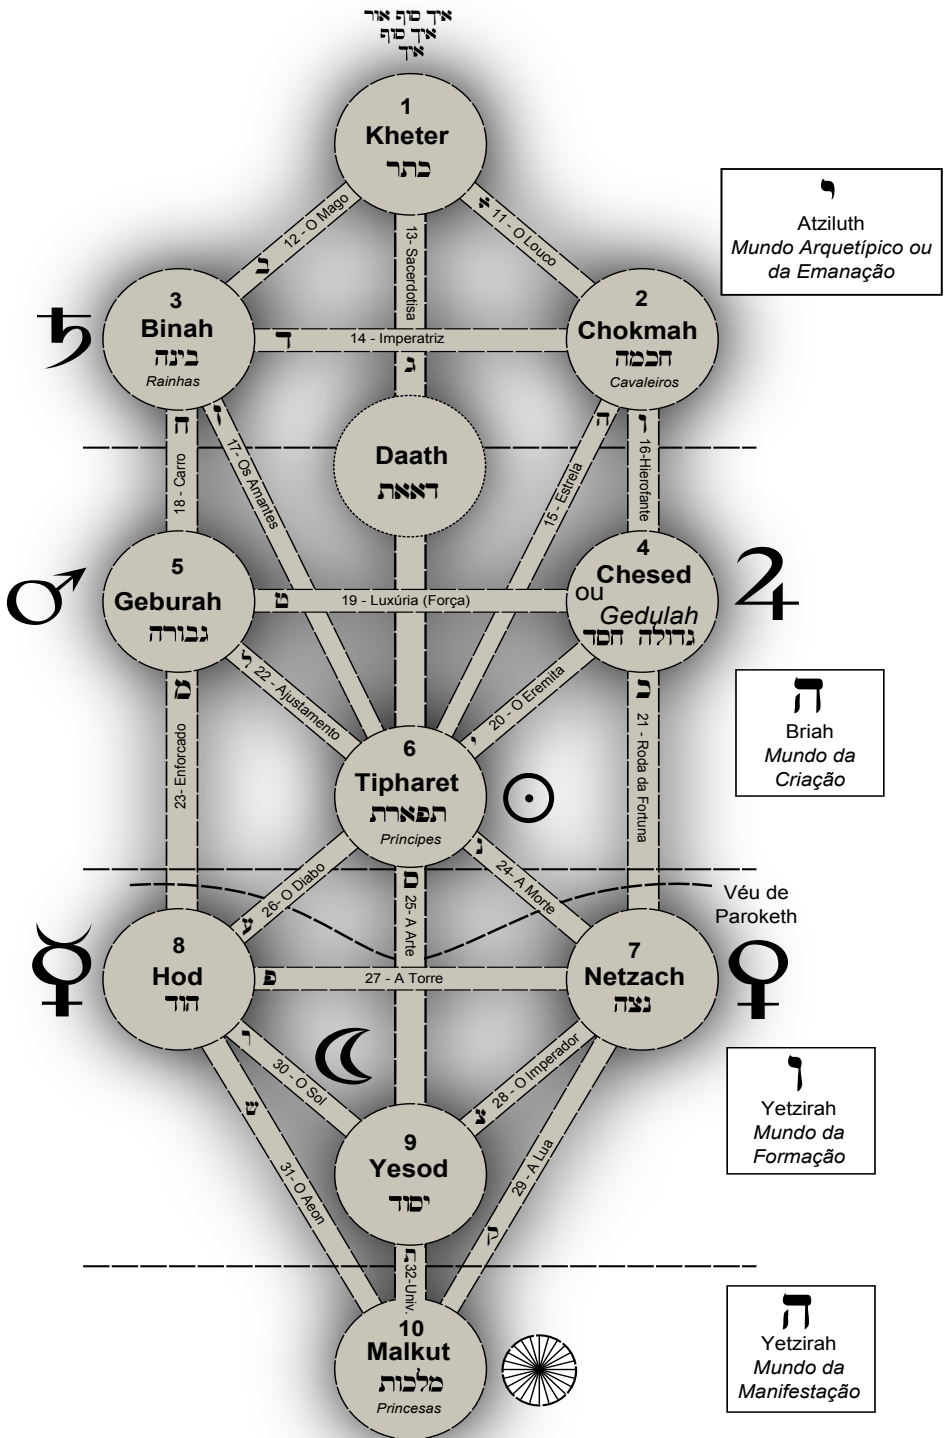 איך סוף אור
איך סוף
איך
1
Kheter
כתר
י
Atziluth
Mundo Arquetípico ou
da Emanação
12 - O Mago
ב
13- Sacerdotisa
ג
א
11 - O Louco
3
Binah
בינה
Rainhas
ד
14 - Imperatriz
2
Chokmah
חכמה
Cavaleiros
ח
18 - Carro
ז
17- Os Amantes
Daath
דאאת
ה
15 - Estrela
ו
16-Hierofante
5
Geburah
גבורה
ט
19 - Luxúria (Força)
4
Chesed
ou
Gedulah
גדולה חסד
מ
23- Enforcado
ל
22 - Ajustamento
י
20 - O Eremita
21 - Roda da Fortuna
ה
Briah
Mundo da
Criação
6
Tipharet
תפארת
Príncipes
ע
26- O Diabo
ם
25 - A Arte
נ
24- A Morte
Véu de
Paroketh
8
Hod
הוד
פ
27 - A Torre
7
Netzach
נצה
ר
30 - O Sol
ש
31- O Aeon
צ
28 - O Imperador
ק
29 - A Lua
ו
Yetzirah
Mundo da
Formação
9
Yesod
יסוד
ת
32-Univ.
10
Malkut
מלכות
Princesas
ה
Yetzirah
Mundo da
Manifestação